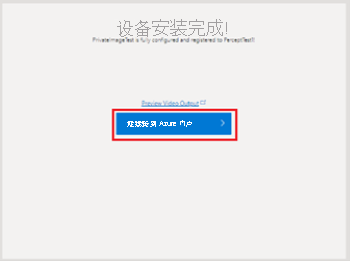 设备安装完成!
PrivateImageTest is fully configured and registered to PerceptTest!!
Preview Video Output
继续转到 Azure 门户